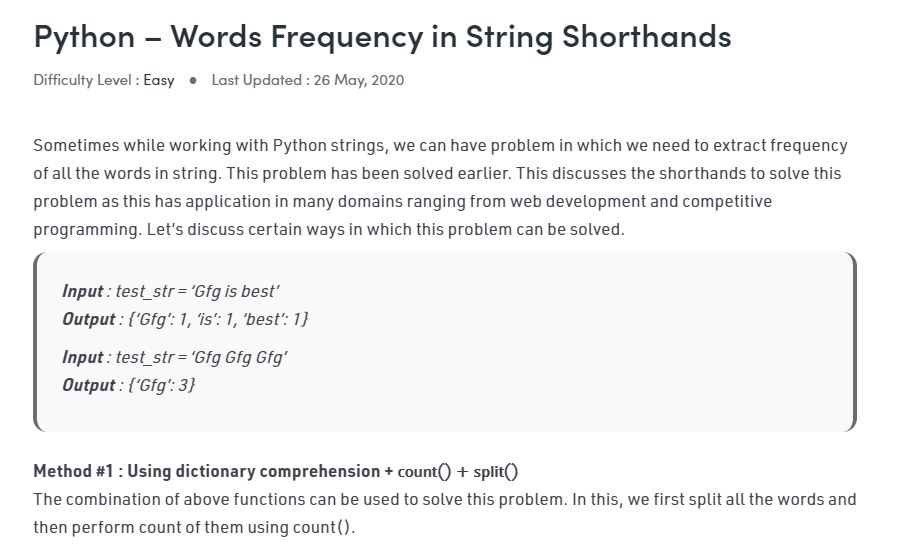 Python – Words Frequency in String Shorthands
Difficulty Level : Easy ● Last Updated : 26 May, 2020
Sometimes while working with Python strings, we can have problem in which we need to extract frequency
of all the words in string. This problem has been solved earlier. This discusses the shorthands to solve this
problem as this has application in many domains ranging from web development and competitive
programming. Let’s discuss certain ways in which this problem can be solved.
Input : test_str = ‘Gfg is best’
Output : {‘Gfg’: 1, ‘is’: 1, ‘best’: 1}
Input : test_str = ‘Gfg Gfg Gfg’
Output : {‘Gfg’: 3}
Method #1 : Using dictionary comprehension + count() + split()
The combination of above functions can be used to solve this problem. In this, we first split all the words and
then perform count of them using count().